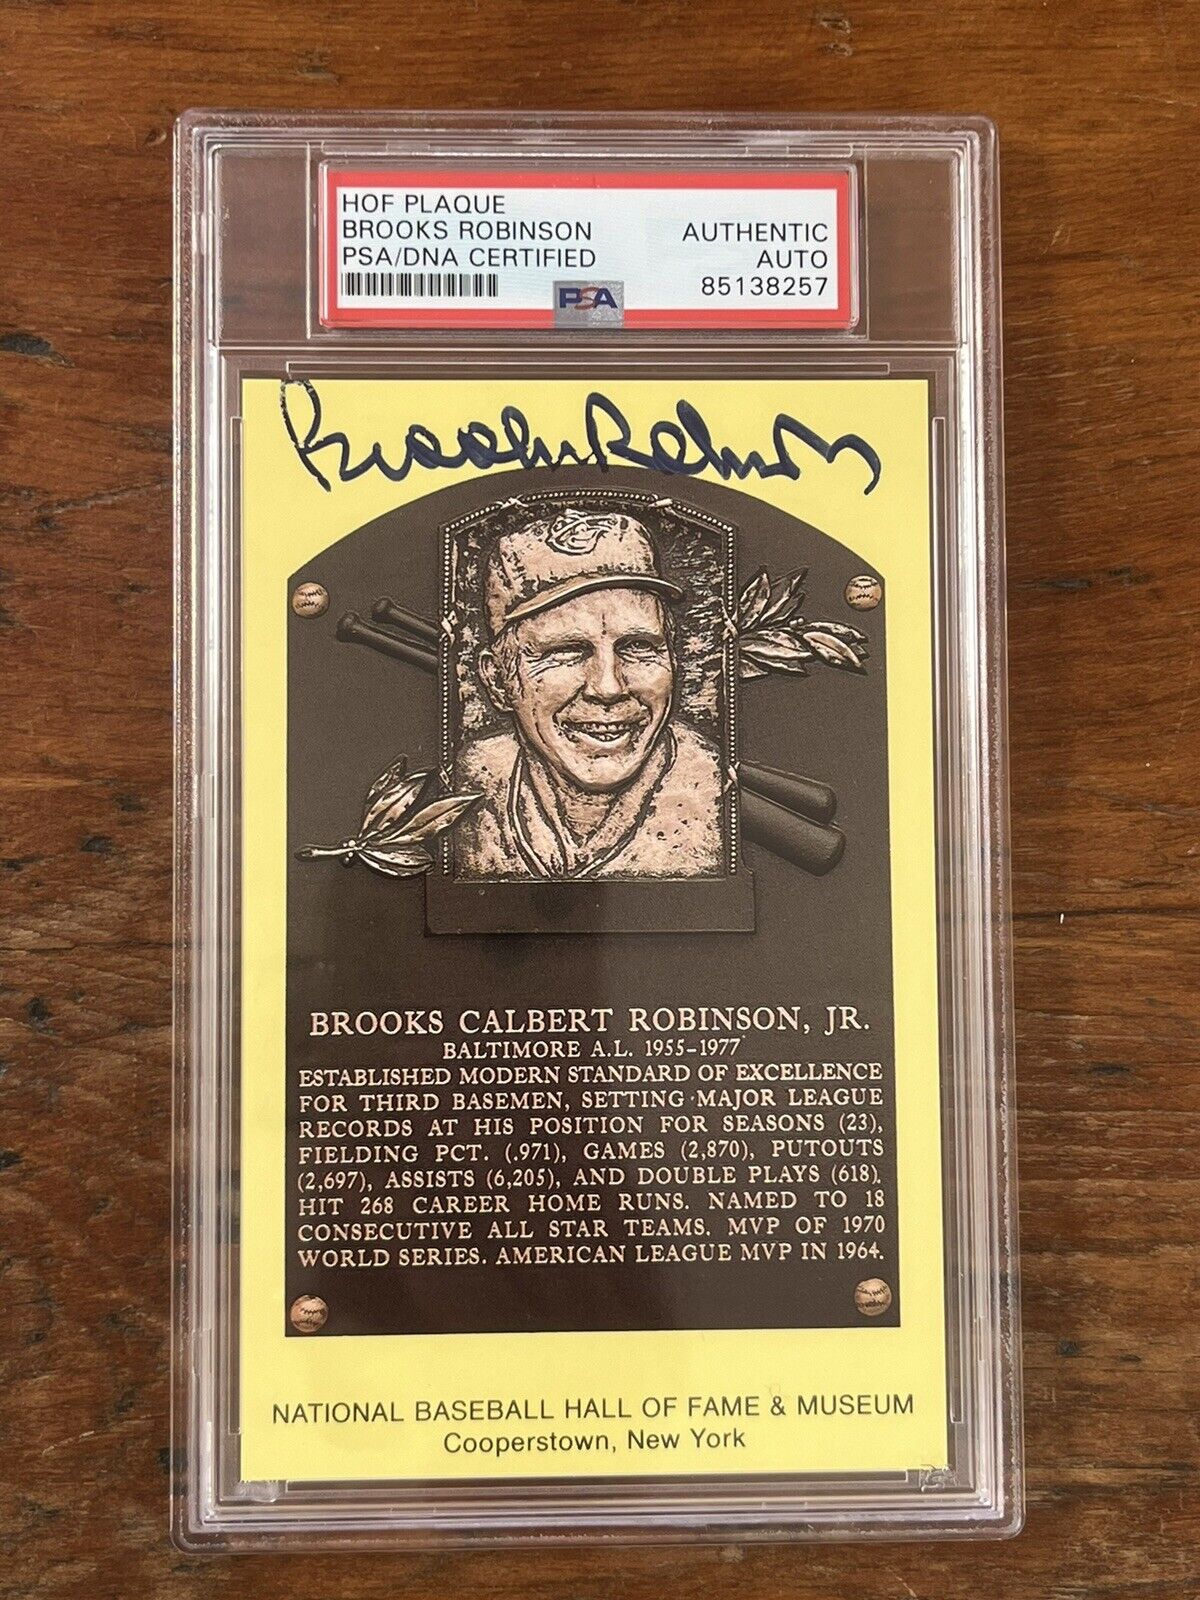 HOF PLAQUE
BROOKS ROBINSON
PSA/DNA CERTIFIED
AUTHENTIC
AUTO
85138257
PSA
Brooks Robinson
BROOKS CALBERT ROBINSON, JR.
BALTIMORE A.L. 1955-1977
ESTABLISHED MODERN STANDARD OF EXCELLENCE
FOR THIRD BASEMEN, SETTING MAJOR LEAGUE
RECORDS AT HIS POSITION FOR SEASONS (23),
FIELDING PCT. (.971), GAMES (2,870), PUTOUTS
(2,697), ASSISTS (6,205), AND DOUBLE PLAYS (618).
HIT 268 CAREER HOME RUNS. NAMED TO 18
CONSECUTIVE ALL STAR TEAMS. MVP OF 1970
WORLD SERIES. AMERICAN LEAGUE MVP IN 1964.
NATIONAL BASEBALL HALL OF FAME & MUSEUM
Cooperstown, New York